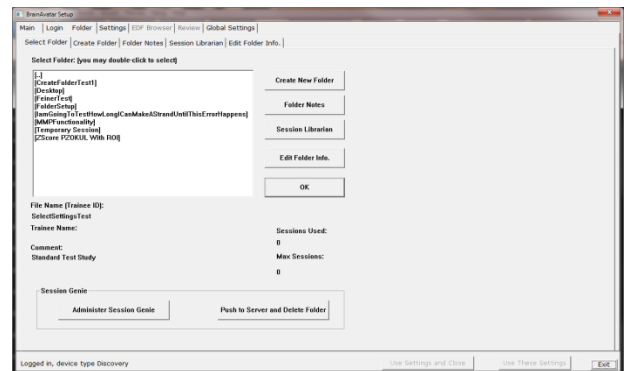 BrainAvatar Setup
Main Login Folder Settings EDF Browser Review Global Settings
Select Folder Create Folder Folder Notes Session Librarian Edit Folder Info.
Select Folder: (you may double-click to select)
[..]
[CreateFolderTest1]
[Desktop]
[FeinerTest]
[FolderSetup]
[IamGoingToTestHowLongICanMakeAStrandUntilThisErrorHappens]
[MMPFunctionality]
[Temporary Session]
[ZScore PZOKUL With ROI]
Create New Folder
Folder Notes
Session Librarian
Edit Folder Info.
OK
File Name (Trainee ID):
SelectSettingsTest
Trainee Name:
Comment:
Standard Test Study
Sessions Used:
0
Max Sessions:
0
Session Genie
Administer Session Genie
Push to Server and Delete Folder
Logged in, device type Discovery
Use Settings and Close
Use These Settings
Exit